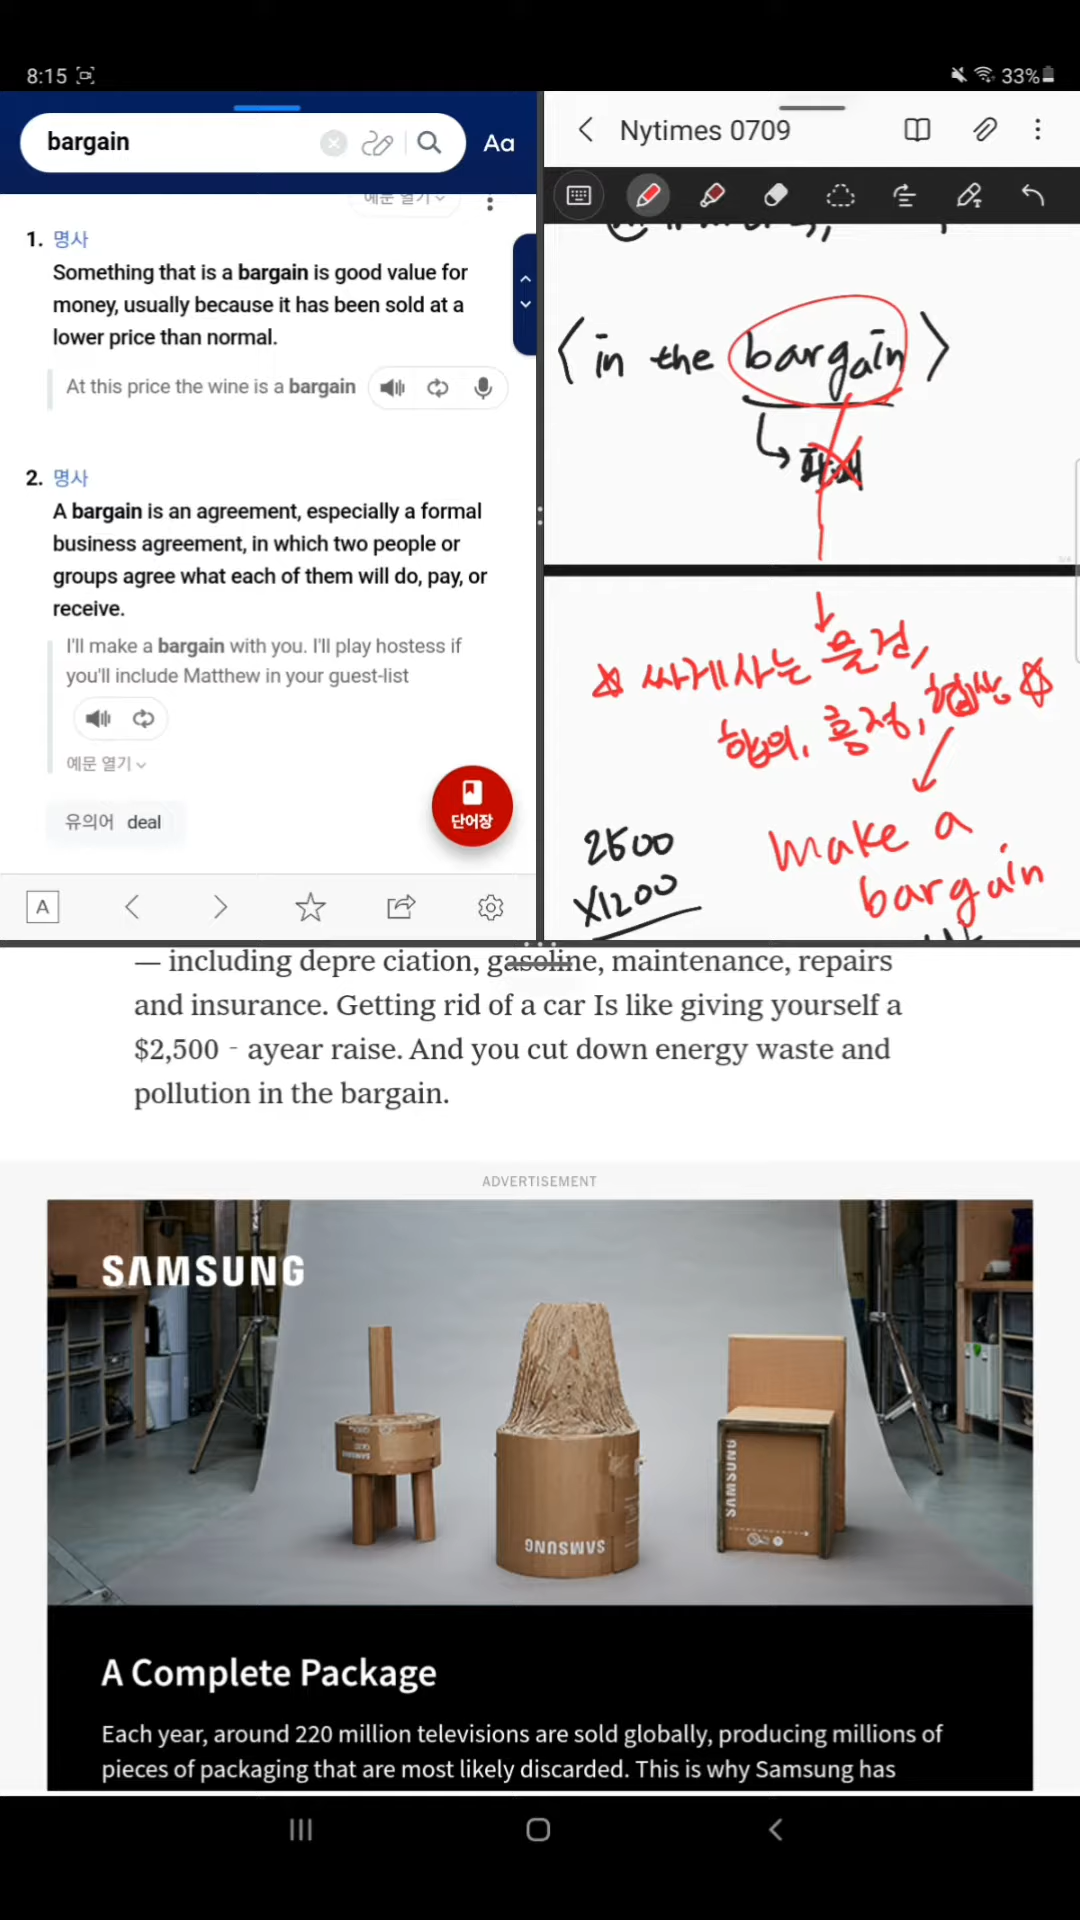 8:15
33%
bargain
Aa
예문 열기
1. 명사
Something that is a bargain is good value for
money, usually because it has been sold at a
lower price than normal.
At this price the wine is a bargain
2. 명사
A bargain is an agreement, especially a formal
business agreement, in which two people or
groups agree what each of them will do, pay, or
receive.
I'll make a bargain with you. I'll play hostess if
you'll include Matthew in your guest-list
예문 열기
유의어 deal
단어장
A
Nytimes 0709
<in the bargain>
싸게 사는 물건,
합의, 흥정, 협상
make a
bargain
2500
X1200
— including depre ciation, gasoline, maintenance, repairs
and insurance. Getting rid of a car Is like giving yourself a
$2,500 - ayear raise. And you cut down energy waste and
pollution in the bargain.
ADVERTISEMENT
SAMSUNG
SAMSUNG
SAMSUNG
A Complete Package
Each year, around 220 million televisions are sold globally, producing millions of
pieces of packaging that are most likely discarded. This is why Samsung has